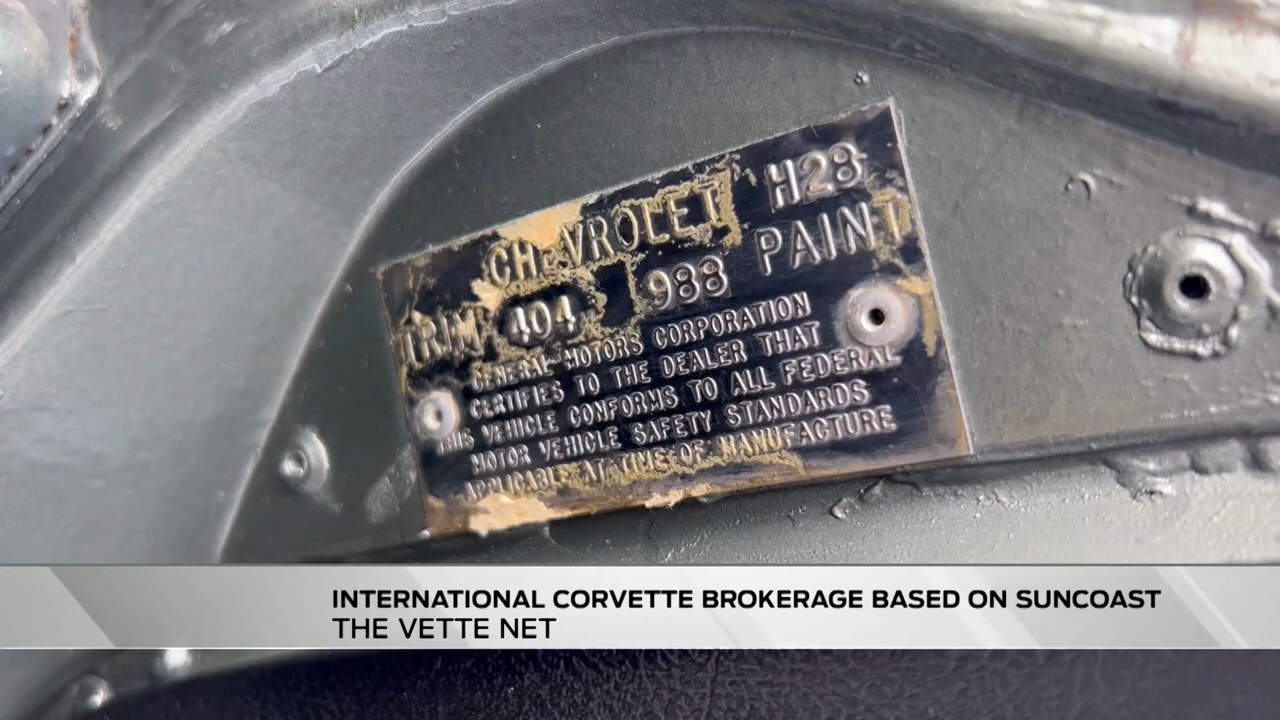 CHEVROLET H28
TRIM 404 988 PAINT
GENERAL MOTORS CORPORATION
CERTIFIES TO THE DEALER THAT
THIS VEHICLE CONFORMS TO ALL FEDERAL
MOTOR VEHICLE SAFETY STANDARDS
APPLICABLE AT TIME OF MANUFACTURE
INTERNATIONAL CORVETTE BROKERAGE BASED ON SUNCOAST
THE VETTE NET